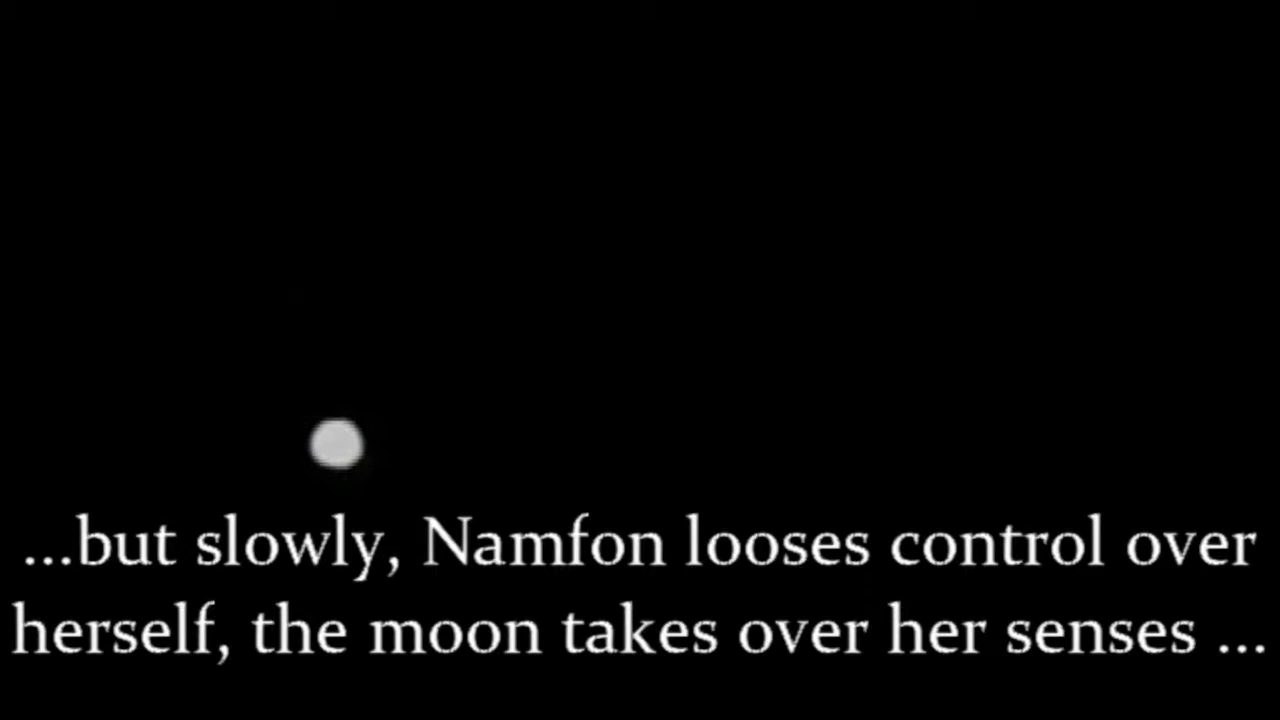 ...but slowly, Namfon looses control over
herself, the moon takes over her senses ...